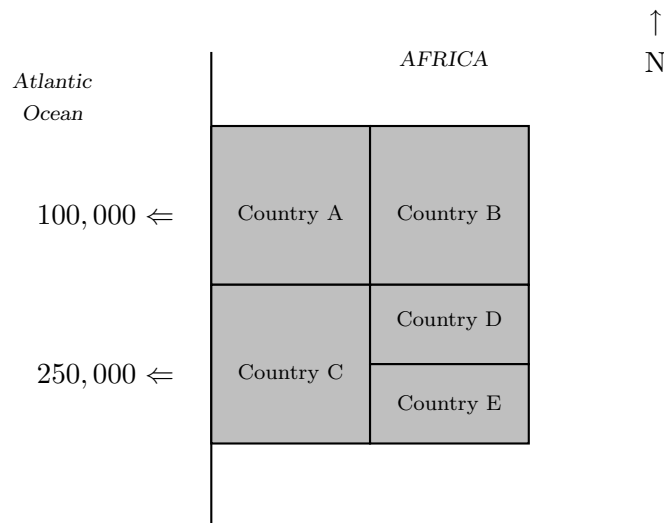 ↑
N
AFRICA
Atlantic
Ocean
100,000 ⇐
Country A
Country B
Country D
250,000 ⇐
Country C
Country E